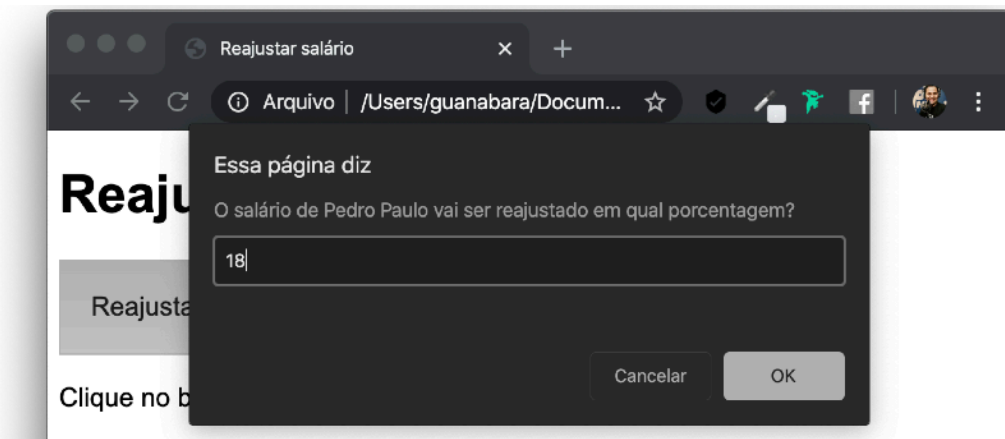 Reajustar salário
Arquivo | /Users/guanabara/Docum...
Essa página diz
Reaju
O salário de Pedro Paulo vai ser reajustado em qual porcentagem?
18
Reajusta
Cancelar
OK
Clique no b